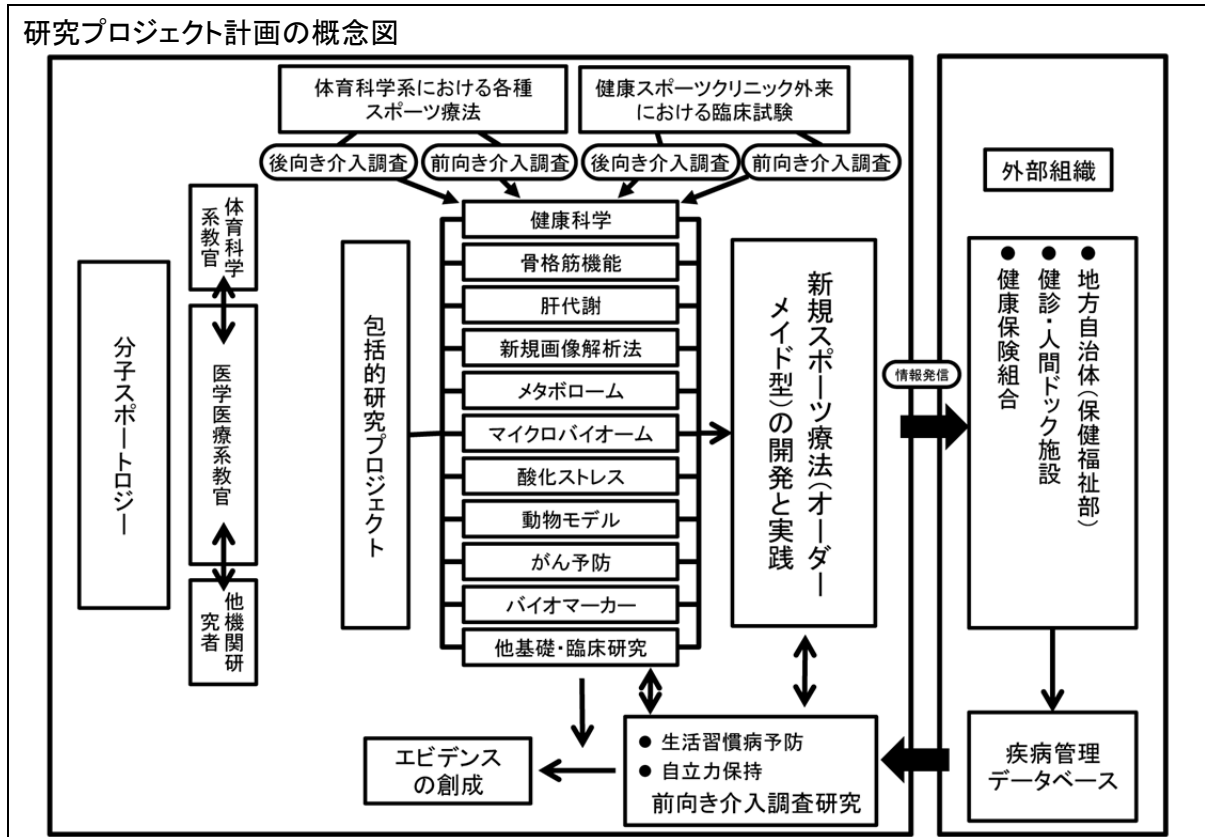 研究プロジェクト計画の概念図
体育科学系における各種
スポーツ療法
健康スポーツクリニック外来
における臨床試験
後向き介入調査
前向き介入調査
後向き介入調査
前向き介入調査
分子スポートロジー
体育科学
系教官
医学医療系教官
他機関研
究者
包括的研究プロジェクト
健康科学
骨格筋機能
肝代謝
新規画像解析法
メタボローム
マイクロバイオーム
酸化ストレス
動物モデル
がん予防
バイオマーカー
他基礎・臨床研究
新規スポーツ療法(オーダー
メイド型)の開発と実践
エビデンス
の創成
● 生活習慣病予防
● 自立力保持
前向き介入調査研究
情報発信
外部組織
● 地方自治体(保健福祉部)
● 健診・人間ドック施設
● 健康保険組合
疾病管理
データベース